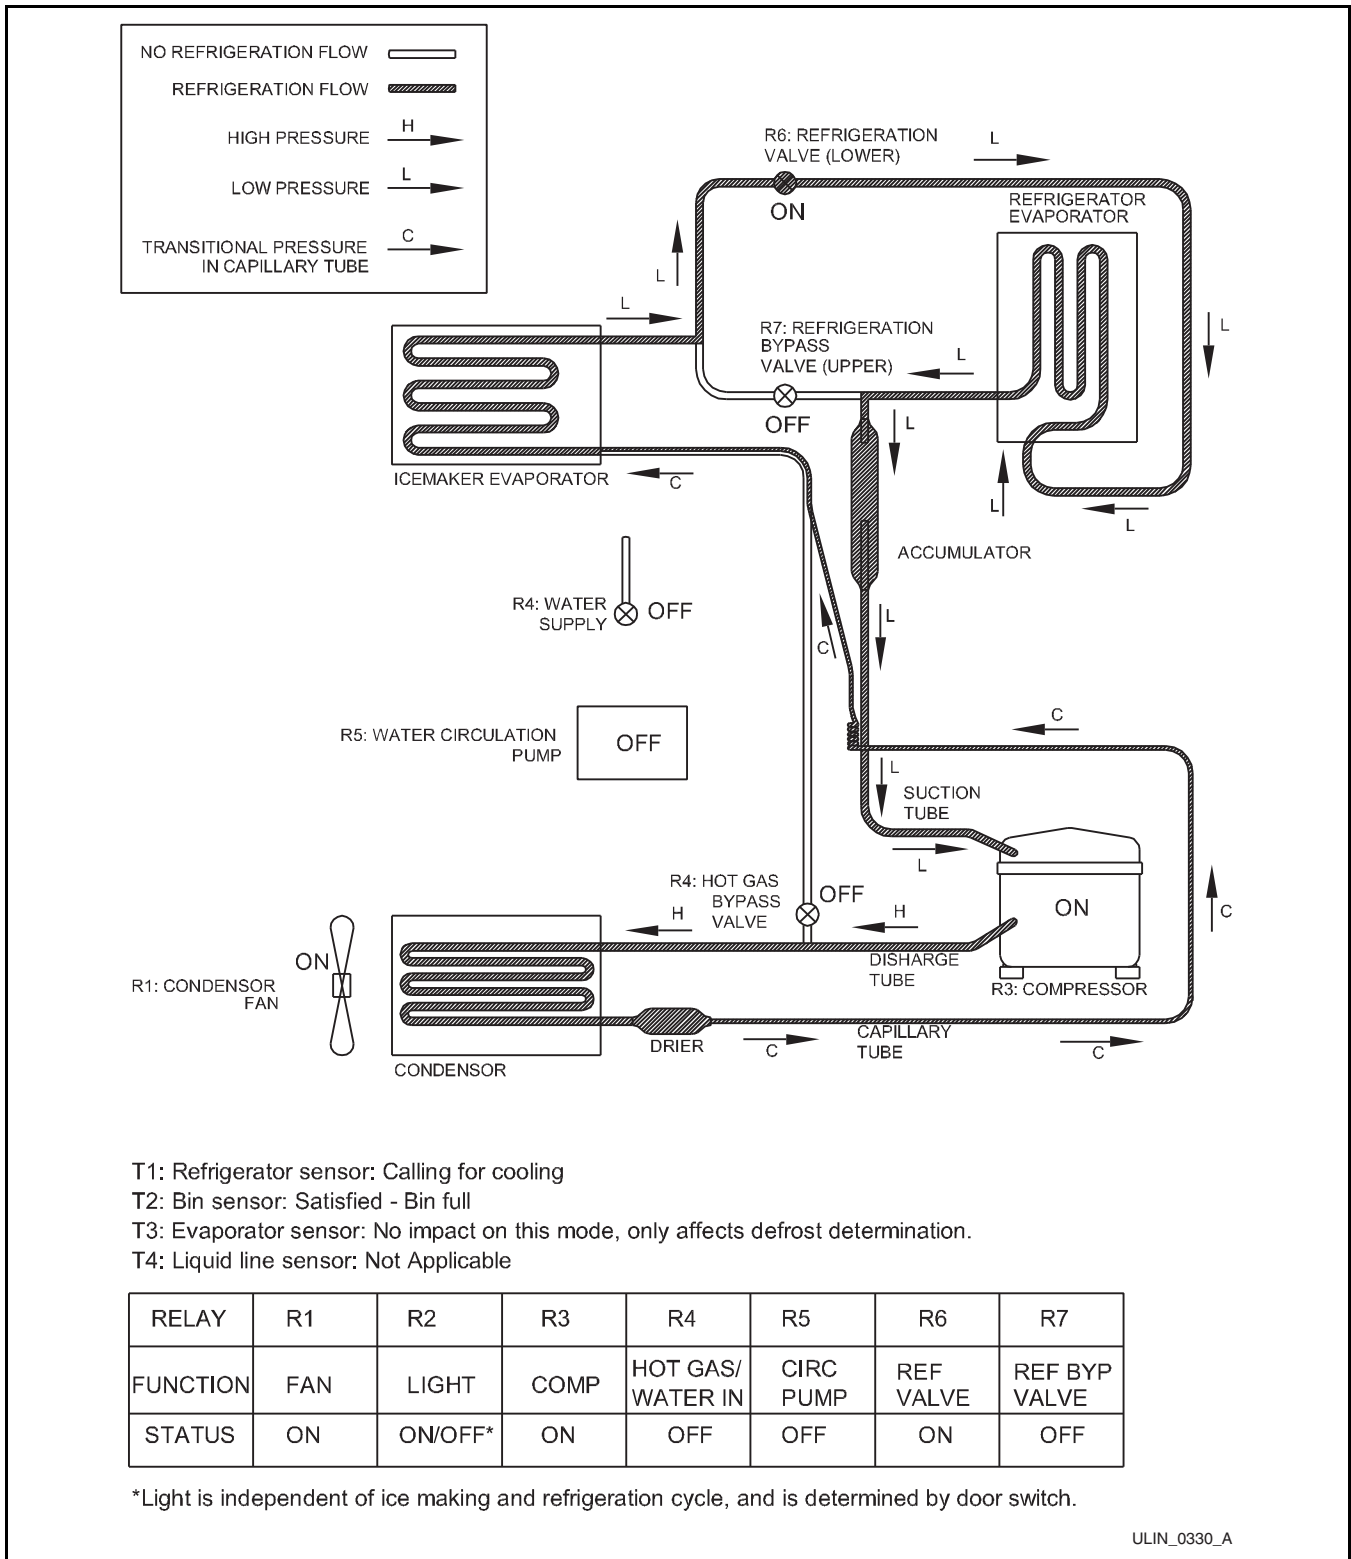 NO REFRIGERATION FLOW
REFRIGERATION FLOW
HIGH PRESSURE
H
LOW PRESSURE
L
TRANSITIONAL PRESSURE
IN CAPILLARY TUBE
C
R6: REFRIGERATION
VALVE (LOWER)
L
ON
REFRIGERATOR
EVAPORATOR
L
L
R7: REFRIGERATION
BYPASS
VALVE (UPPER)
L
L
OFF
L
ICEMAKER EVAPORATOR
C
L
L
ACCUMULATOR
R4: WATER
SUPPLY
OFF
L
C
R5: WATER CIRCULATION
PUMP
OFF
C
L
SUCTION
TUBE
L
R4: HOT GAS
BYPASS
VALVE
OFF
H
H
ON
C
ON
R1: CONDENSOR
FAN
DISHARGE
TUBE
R3: COMPRESSOR
CONDENSOR
DRIER
C
CAPILLARY
TUBE
C
T1: Refrigerator sensor: Calling for cooling
T2: Bin sensor: Satisfied - Bin full
T3: Evaporator sensor: No impact on this mode, only affects defrost determination.
T4: Liquid line sensor: Not Applicable
RELAY R1 R2 R3 R4 R5 R6 R7
FUNCTION FAN LIGHT COMP HOT GAS/ WATER IN CIRC PUMP REF VALVE REF BYP VALVE
STATUS ON ON/OFF* ON OFF OFF ON OFF
*Light is independent of ice making and refrigeration cycle, and is determined by door switch.
ULIN_0330_A